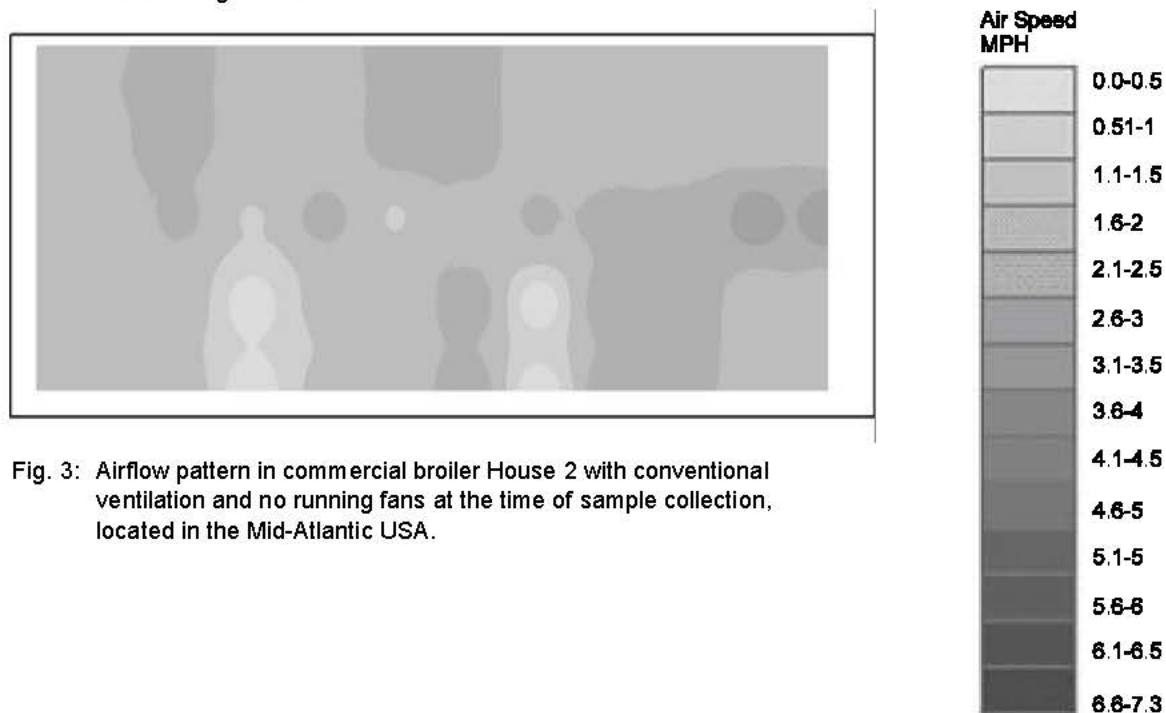 Air Speed
MPH
0.0-0.5
0.51-1
1.1-1.5
1.6-2
2.1-2.5
2.6-3
3.1-3.5
3.6-4
4.1-4.5
4.6-5
5.1-5
5.6-6
6.1-6.5
6.6-7.3
Fig. 3: Airflow pattern in commercial broiler House 2 with conventional
ventilation and no running fans at the time of sample collection,
located in the Mid-Atlantic USA.